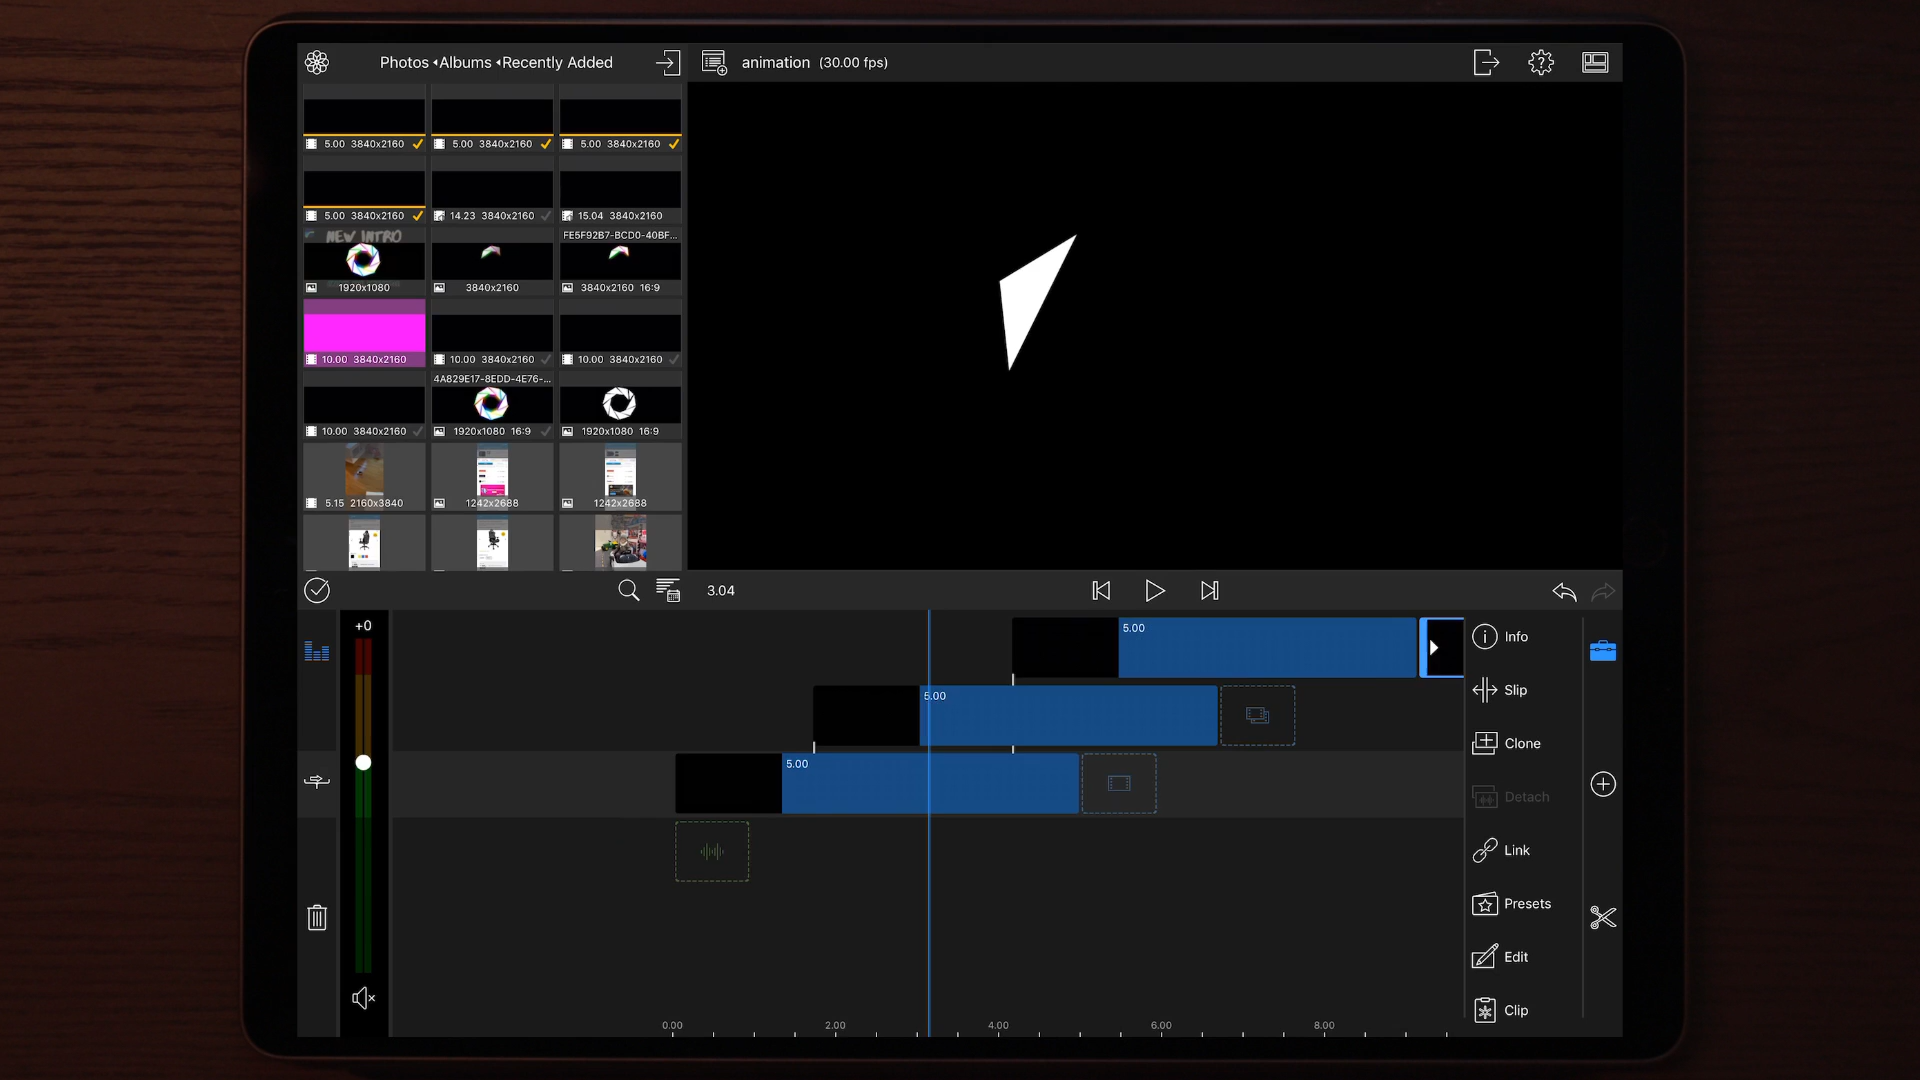 Photos ◂Albums ◂Recently Added
animation (30.00 fps)
5.00 3840x2160
5.00 3840x2160
5.00 3840x2160
5.00 3840x2160
14.23 3840x2160
15.04 3840x2160
NEW INTRO
FE5F92B7-BCD0-40BF...
1920x1080
3840x2160
3840x2160 16:9
10.00 3840x2160
10.00 3840x2160
10.00 3840x2160
4A829E17-8EDD-4E76-...
10.00 3840x2160
1920x1080 16:9
1920x1080 16:9
5.15 2160x3840
1242x2688
1242x2688
3.04
+0
5.00
5.00
5.00
Info
Slip
Clone
Detach
Link
Presets
Edit
Clip
0.00
2.00
4.00
6.00
8.00